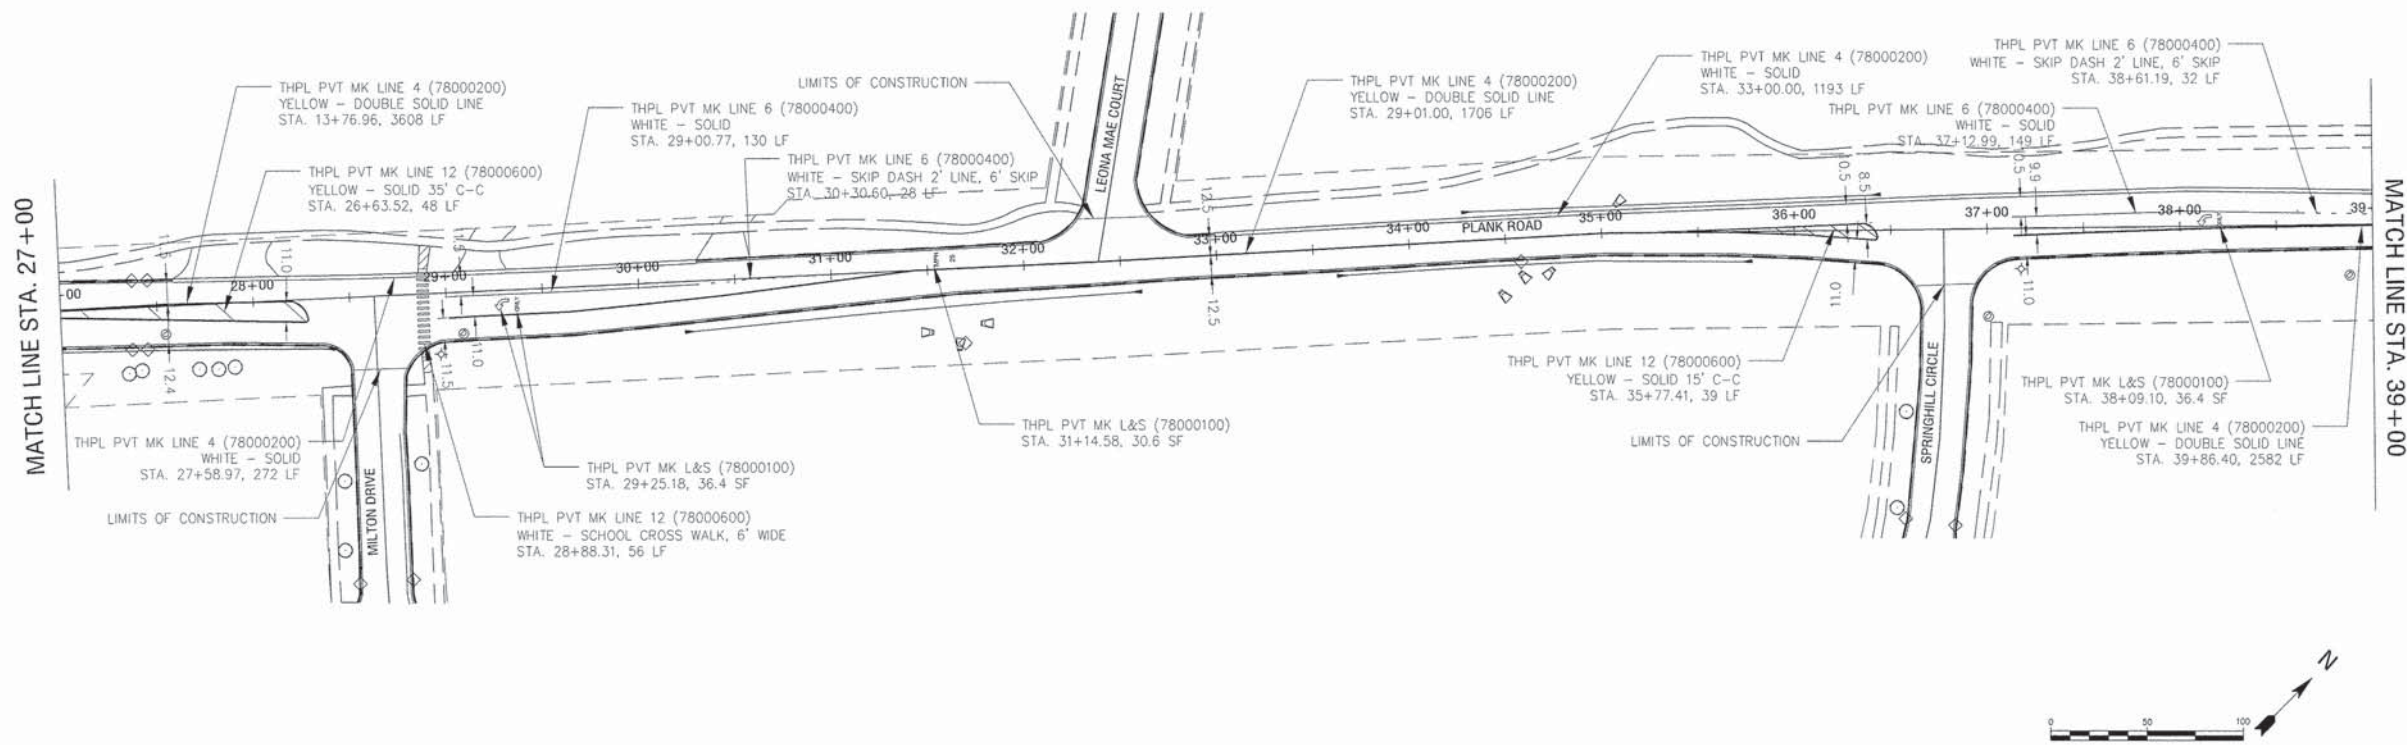 MATCH LINE STA. 27+00
THPL PVT MK LINE 4 (78000200)
YELLOW – DOUBLE SOLID LINE
STA. 13+76.96, 3608 LF
THPL PVT MK LINE 12 (78000600)
YELLOW – SOLID 35' C-C
STA. 26+63.52, 48 LF
THPL PVT MK LINE 6 (78000400)
WHITE – SOLID
STA. 29+00.77, 130 LF
THPL PVT MK LINE 6 (78000400)
WHITE – SKIP DASH 2' LINE, 6' SKIP
STA. 30+30.60, 28 LF
LIMITS OF CONSTRUCTION
LEONA MAE COURT
THPL PVT MK LINE 4 (78000200)
YELLOW – DOUBLE SOLID LINE
STA. 29+01.00, 1706 LF
THPL PVT MK LINE 4 (78000200)
WHITE – SOLID
STA. 33+00.00, 1193 LF
THPL PVT MK LINE 6 (78000400)
WHITE – SKIP DASH 2' LINE, 6' SKIP
STA. 38+61.19, 32 LF
THPL PVT MK LINE 6 (78000400)
WHITE – SOLID
STA. 37+12.99, 149 LF
00
28+00
29+00
30+00
31+00
32+00
33+00
34+00
PLANK ROAD
35+00
36+00
37+00
38+00
39
11.0
12.4
11.5
11.0
12.5
12.5
8.5
10.5
9.9
11.0
11.0
THPL PVT MK LINE 4 (78000200)
WHITE – SOLID
STA. 27+58.97, 272 LF
LIMITS OF CONSTRUCTION
MILTON DRIVE
THPL PVT MK L&S (78000100)
STA. 29+25.18, 36.4 SF
THPL PVT MK LINE 12 (78000600)
WHITE – SCHOOL CROSS WALK, 6' WIDE
STA. 28+88.31, 56 LF
THPL PVT MK L&S (78000100)
STA. 31+14.58, 30.6 SF
THPL PVT MK LINE 12 (78000600)
YELLOW – SOLID 15' C-C
STA. 35+77.41, 39 LF
LIMITS OF CONSTRUCTION
SPRINGHILL CIRCLE
THPL PVT MK L&S (78000100)
STA. 38+09.10, 36.4 SF
THPL PVT MK LINE 4 (78000200)
YELLOW – DOUBLE SOLID LINE
STA. 39+86.40, 2582 LF
MATCH LINE STA. 39+00
N
0 50 100